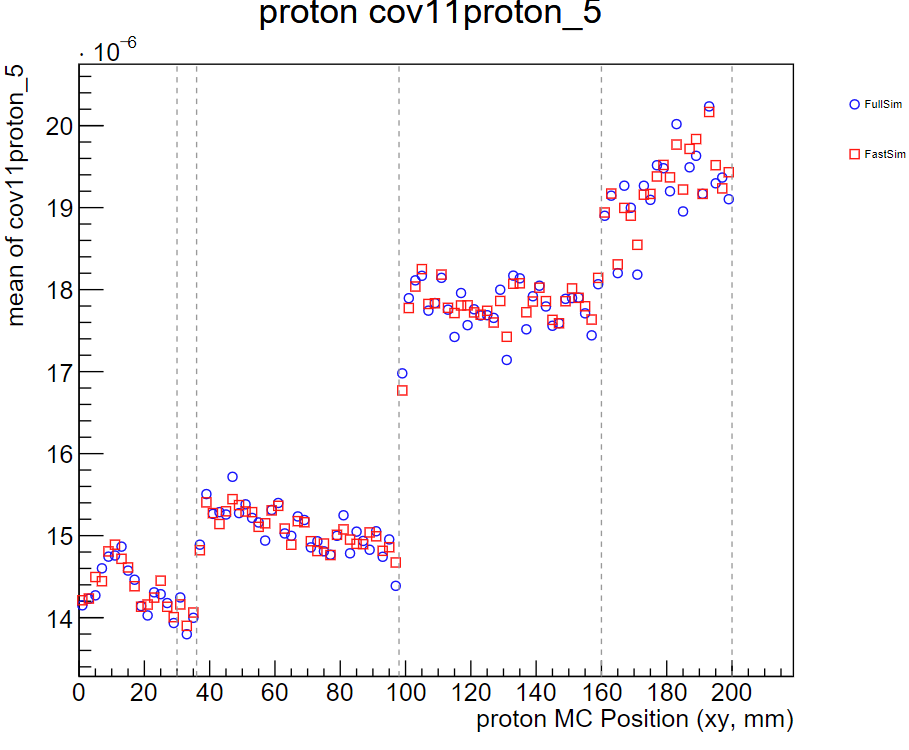 proton cov11proton_5
· 10⁻⁶
mean of cov11proton_5
20
19
18
17
16
15
14
0 20 40 60 80 100 120 140 160 180 200
proton MC Position (xy, mm)
FullSim
FastSim